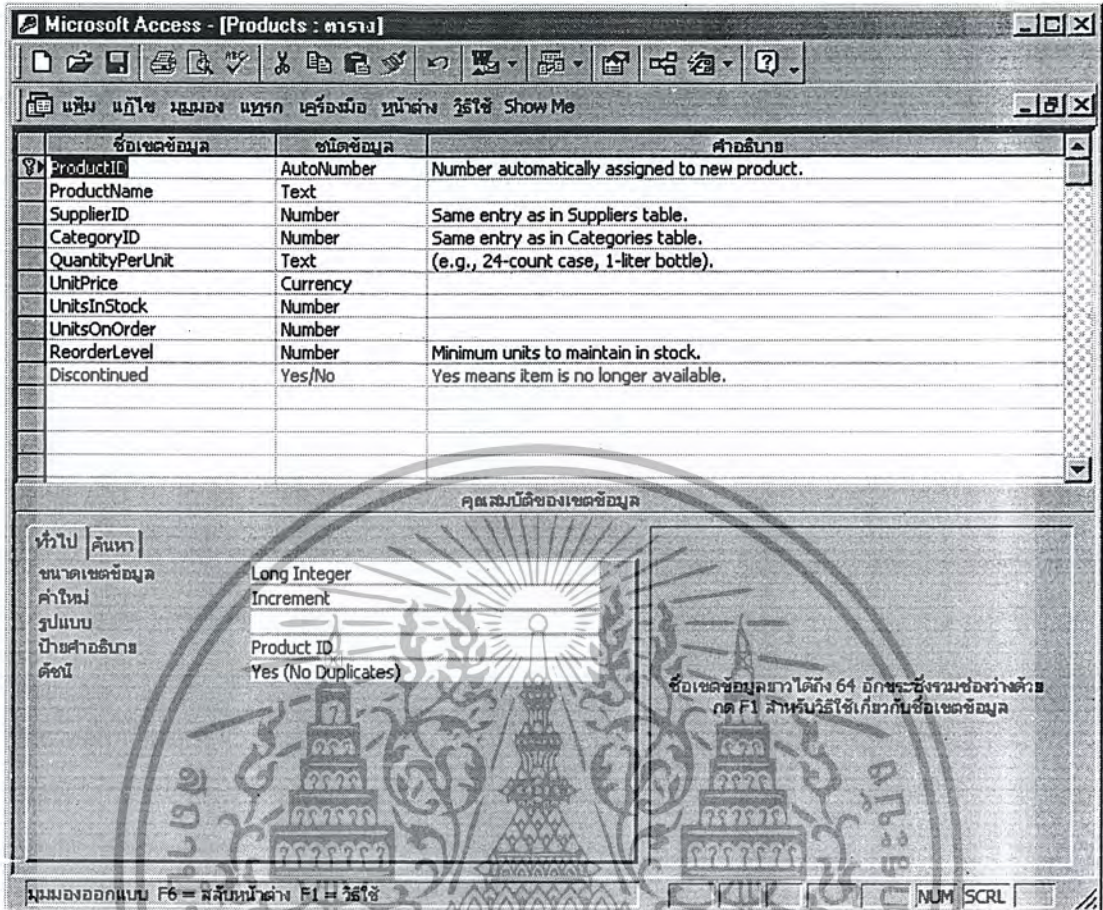 Microsoft Access - [Products : ตาราง]
แฟ้ม แก้ไข มุมมอง แทรก เครื่องมือ หน้าต่าง วิธีใช้ Show Me
ชื่อเขตข้อมูล ชนิดข้อมูล คำอธิบาย
ProductID AutoNumber Number automatically assigned to new product.
ProductName Text
SupplierID Number Same entry as in Suppliers table.
CategoryID Number Same entry as in Categories table.
QuantityPerUnit Text (e.g., 24-count case, 1-liter bottle).
UnitPrice Currency
UnitsInStock Number
UnitsOnOrder Number
ReorderLevel Number Minimum units to maintain in stock.
Discontinued Yes/No Yes means item is no longer available.
คุณสมบัติของเขตข้อมูล
ทั่วไป ค้นหา
ขนาดเขตข้อมูล Long Integer
ค่าใหม่ Increment
รูปแบบ
ป้ายคำอธิบาย Product ID
ดัชนี Yes (No Duplicates)
ชื่อเขตข้อมูลยาวได้ถึง 64 อักขระซึ่งรวมช่องว่างด้วย
กด F1 สำหรับวิธีใช้เกี่ยวกับชื่อเขตข้อมูล
มุมมองออกแบบ F6 = สลับหน้าต่าง F1 = วิธีใช้ NUM SCRL